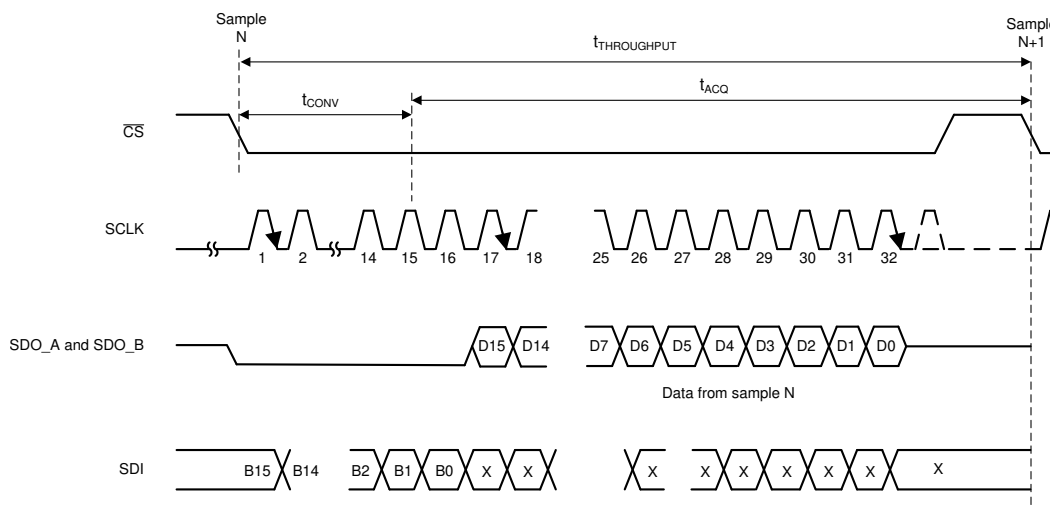 Sample
N
Sample
N+1
tTHROUGHPUT
tCONV
tACQ
CS
SCLK
1 2 14 15 16 17 18 25 26 27 28 29 30 31 32
SDO_A and SDO_B
D15 D14 D7 D6 D5 D4 D3 D2 D1 D0
Data from sample N
SDI
B15 B14 B2 B1 B0 X X X X X X X X X